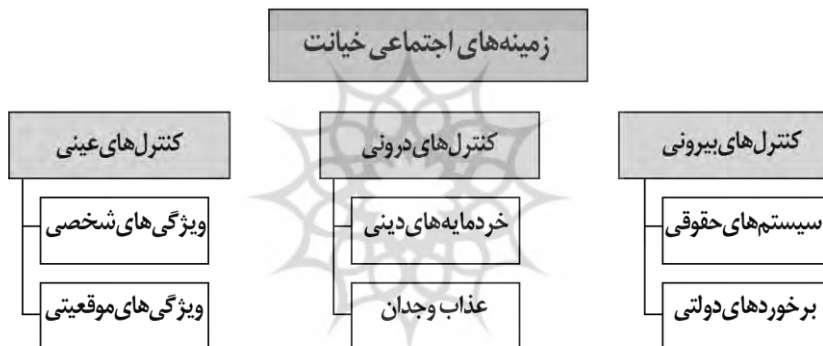 زمینه‌های اجتماعی خیانت
کنترل‌های بیرونی
کنترل‌های درونی
کنترل‌های عینی
سیستم‌های حقوقی
خردمایه‌های دینی
ویژگی‌های شخصی
برخوردهای دولتی
عذاب وجدان
ویژگی‌های موقعیتی